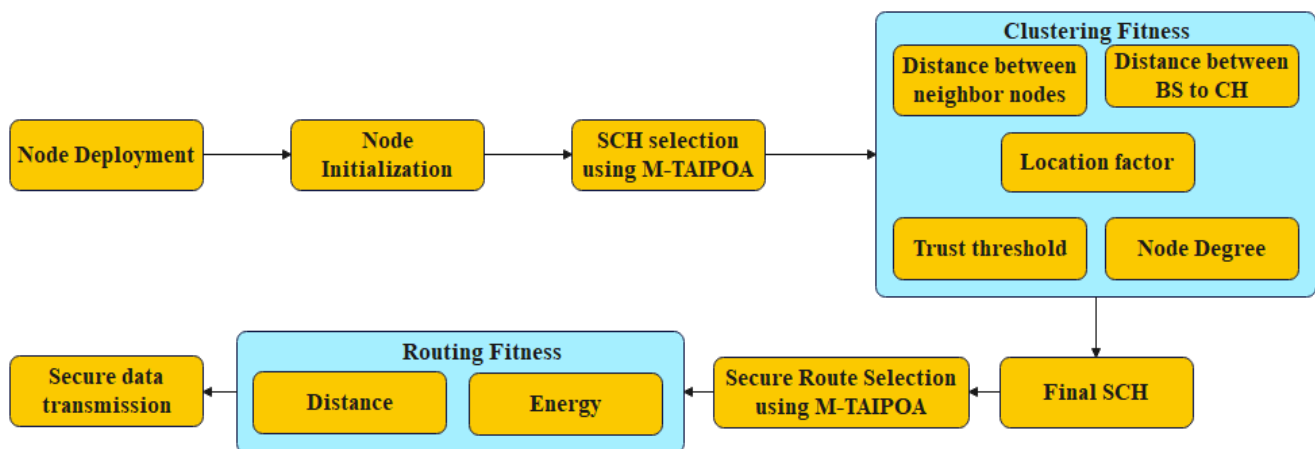 Node Deployment
Node
Initialization
SCH selection
using M-TAIPOA
Clustering Fitness
Distance between
neighbor nodes
Distance between
BS to CH
Location factor
Trust threshold
Node Degree
Final SCH
Secure Route Selection
using M-TAIPOA
Routing Fitness
Distance
Energy
Secure data
transmission